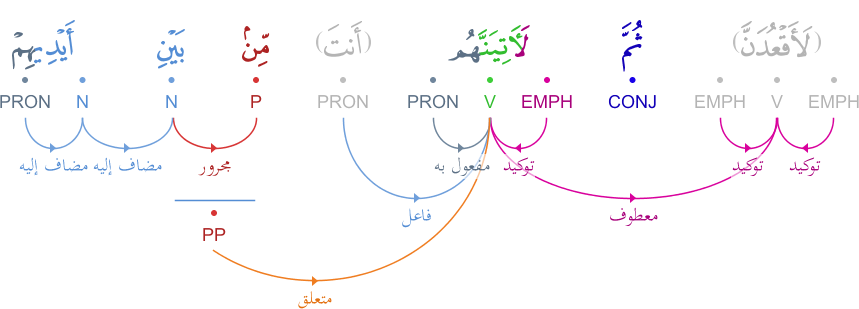 (لَأَقْعُدَنَّ) ثُمَّ لَأَتِيَنَّهُم (أَنتَ) مِّنۢ بَيْنِ أَيْدِيهِمْ
PRON N N P PRON PRON V EMPH CONJ EMPH V EMPH
مضاف إليه مضاف إليه مجرور مفعول به توكيد توكيد توكيد
فاعل معطوف
PP
متعلق